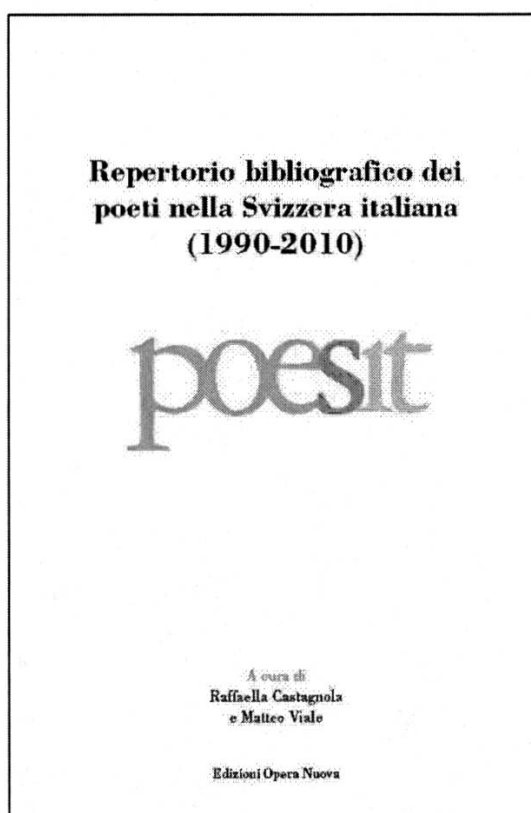 Repertorio bibliografico dei
poeti nella Svizzera italiana
(1990-2010)
poesit
A cura di
Raffaella Castagnola
e Matteo Viale
Edizioni Opera Nuova